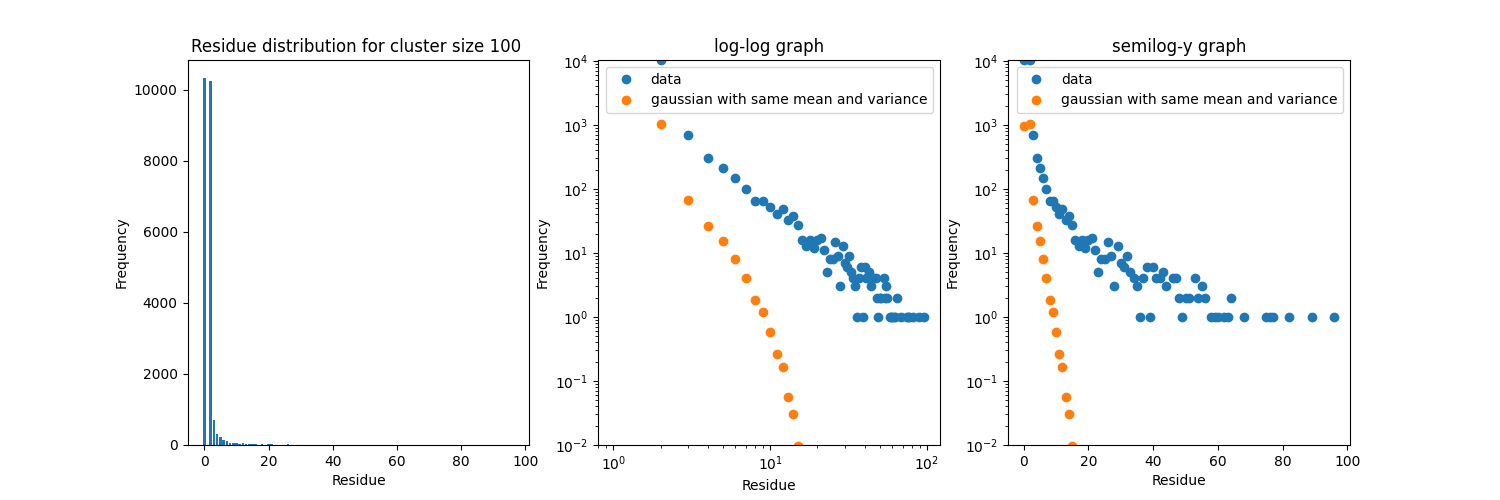 Residue distribution for cluster size 100
10000
8000
6000
4000
2000
0
Frequency
0 20 40 60 80 100
Residue
log-log graph
data
gaussian with same mean and variance
10^4
10^3
10^2
10^1
10^0
10^-1
10^-2
Frequency
10^0 10^1 10^2
Residue
semilog-y graph
data
gaussian with same mean and variance
10^4
10^3
10^2
10^1
10^0
10^-1
10^-2
Frequency
0 20 40 60 80 100
Residue